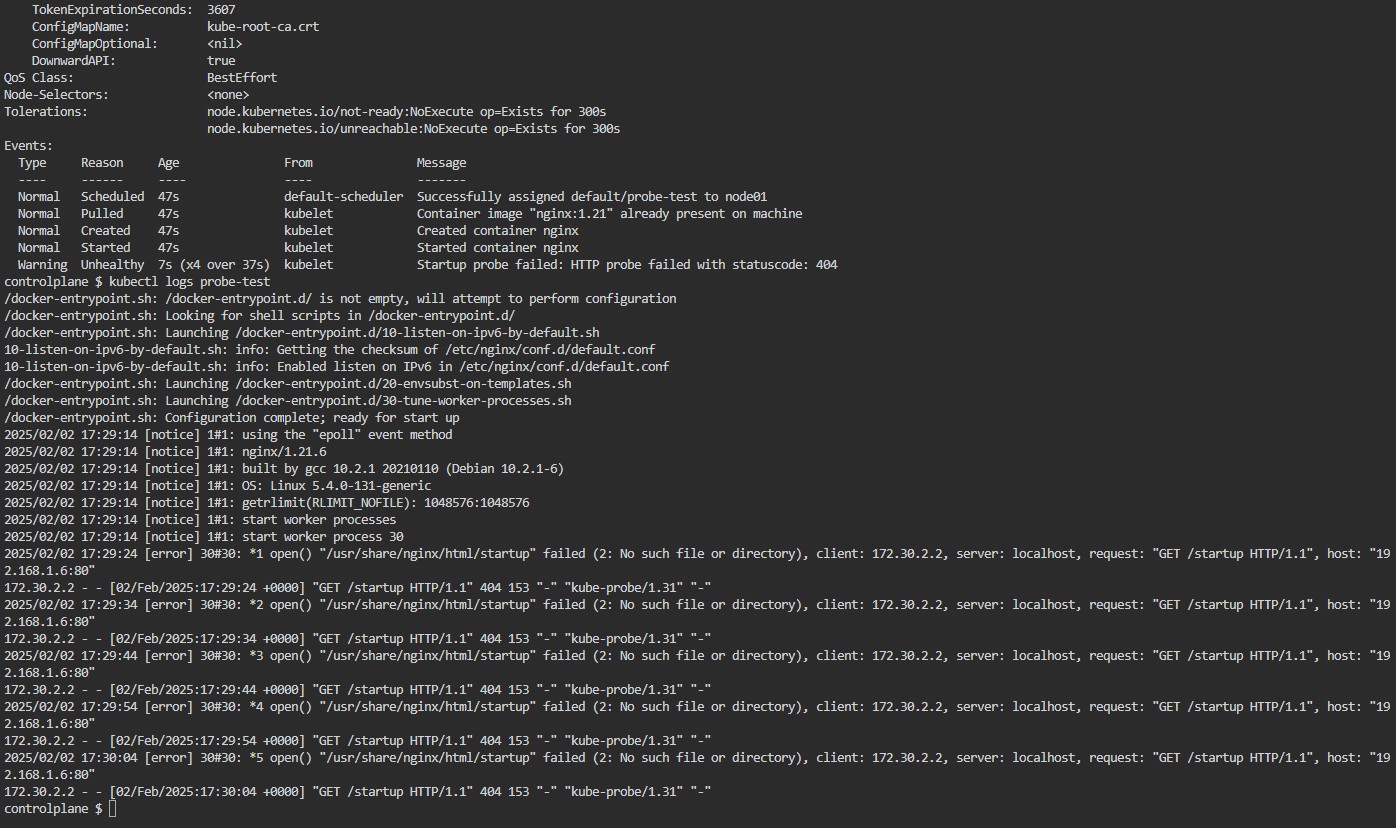 TokenExpirationSeconds:  3607
    ConfigMapName:           kube-root-ca.crt
    ConfigMapOptional:       <nil>
    DownwardAPI:             true
QoS Class:                   BestEffort
Node-Selectors:              <none>
Tolerations:                 node.kubernetes.io/not-ready:NoExecute op=Exists for 300s
                             node.kubernetes.io/unreachable:NoExecute op=Exists for 300s
Events:
  Type     Reason     Age                From               Message
  ----     ------     ----               ----               -------
  Normal   Scheduled  47s                default-scheduler  Successfully assigned default/probe-test to node01
  Normal   Pulled     47s                kubelet            Container image "nginx:1.21" already present on machine
  Normal   Created    47s                kubelet            Created container nginx
  Normal   Started    47s                kubelet            Started container nginx
  Warning  Unhealthy  7s (x4 over 37s)  kubelet            Startup probe failed: HTTP probe failed with statuscode: 404
controlplane $ kubectl logs probe-test
/docker-entrypoint.sh: /docker-entrypoint.d/ is not empty, will attempt to perform configuration
/docker-entrypoint.sh: Looking for shell scripts in /docker-entrypoint.d/
/docker-entrypoint.sh: Launching /docker-entrypoint.d/10-listen-on-ipv6-by-default.sh
10-listen-on-ipv6-by-default.sh: info: Getting the checksum of /etc/nginx/conf.d/default.conf
10-listen-on-ipv6-by-default.sh: info: Enabled listen on IPv6 in /etc/nginx/conf.d/default.conf
/docker-entrypoint.sh: Launching /docker-entrypoint.d/20-envsubst-on-templates.sh
/docker-entrypoint.sh: Launching /docker-entrypoint.d/30-tune-worker-processes.sh
/docker-entrypoint.sh: Configuration complete; ready for start up
2025/02/02 17:29:14 [notice] 1#1: using the "epoll" event method
2025/02/02 17:29:14 [notice] 1#1: nginx/1.21.6
2025/02/02 17:29:14 [notice] 1#1: built by gcc 10.2.1 20210110 (Debian 10.2.1-6)
2025/02/02 17:29:14 [notice] 1#1: OS: Linux 5.4.0-131-generic
2025/02/02 17:29:14 [notice] 1#1: getrlimit(RLIMIT_NOFILE): 1048576:1048576
2025/02/02 17:29:14 [notice] 1#1: start worker processes
2025/02/02 17:29:14 [notice] 1#1: start worker process 30
2025/02/02 17:29:24 [error] 30#30: *1 open() "/usr/share/nginx/html/startup" failed (2: No such file or directory), client: 172.30.2.2, server: localhost, request: "GET /startup HTTP/1.1", host: "19
2.168.1.6:80"
172.30.2.2 - - [02/Feb/2025:17:29:24 +0000] "GET /startup HTTP/1.1" 404 153 "-" "kube-probe/1.31" "-"
2025/02/02 17:29:34 [error] 30#30: *2 open() "/usr/share/nginx/html/startup" failed (2: No such file or directory), client: 172.30.2.2, server: localhost, request: "GET /startup HTTP/1.1", host: "19
2.168.1.6:80"
172.30.2.2 - - [02/Feb/2025:17:29:34 +0000] "GET /startup HTTP/1.1" 404 153 "-" "kube-probe/1.31" "-"
2025/02/02 17:29:44 [error] 30#30: *3 open() "/usr/share/nginx/html/startup" failed (2: No such file or directory), client: 172.30.2.2, server: localhost, request: "GET /startup HTTP/1.1", host: "19
2.168.1.6:80"
172.30.2.2 - - [02/Feb/2025:17:29:44 +0000] "GET /startup HTTP/1.1" 404 153 "-" "kube-probe/1.31" "-"
2025/02/02 17:29:54 [error] 30#30: *4 open() "/usr/share/nginx/html/startup" failed (2: No such file or directory), client: 172.30.2.2, server: localhost, request: "GET /startup HTTP/1.1", host: "19
2.168.1.6:80"
172.30.2.2 - - [02/Feb/2025:17:29:54 +0000] "GET /startup HTTP/1.1" 404 153 "-" "kube-probe/1.31" "-"
2025/02/02 17:30:04 [error] 30#30: *5 open() "/usr/share/nginx/html/startup" failed (2: No such file or directory), client: 172.30.2.2, server: localhost, request: "GET /startup HTTP/1.1", host: "19
2.168.1.6:80"
172.30.2.2 - - [02/Feb/2025:17:30:04 +0000] "GET /startup HTTP/1.1" 404 153 "-" "kube-probe/1.31" "-"
controlplane $